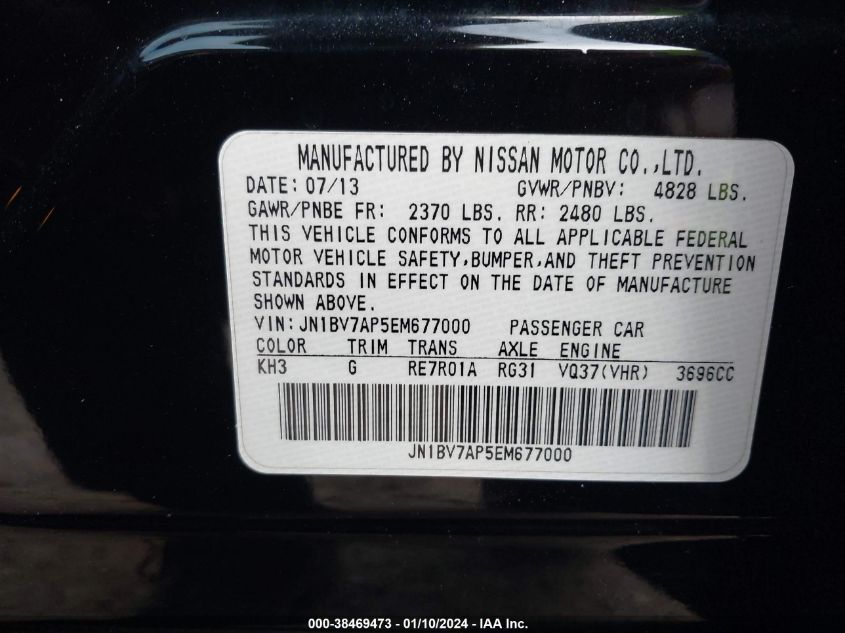 MANUFACTURED BY NISSAN MOTOR CO.,LTD.
DATE: 07/13 GVWR/PNBV: 4828 LBS.
GAWR/PNBE FR: 2370 LBS. RR: 2480 LBS.
THIS VEHICLE CONFORMS TO ALL APPLICABLE FEDERAL
MOTOR VEHICLE SAFETY,BUMPER,AND THEFT PREVENTION
STANDARDS IN EFFECT ON THE DATE OF MANUFACTURE
SHOWN ABOVE.
VIN:JN1BV7AP5EM677000 PASSENGER CAR
COLOR TRIM TRANS AXLE ENGINE
KH3 G RE7R01A RG31 VQ37(VHR) 3696CC
JN1BV7AP5EM677000
000-38469473 - 01/10/2024 - IAA Inc.